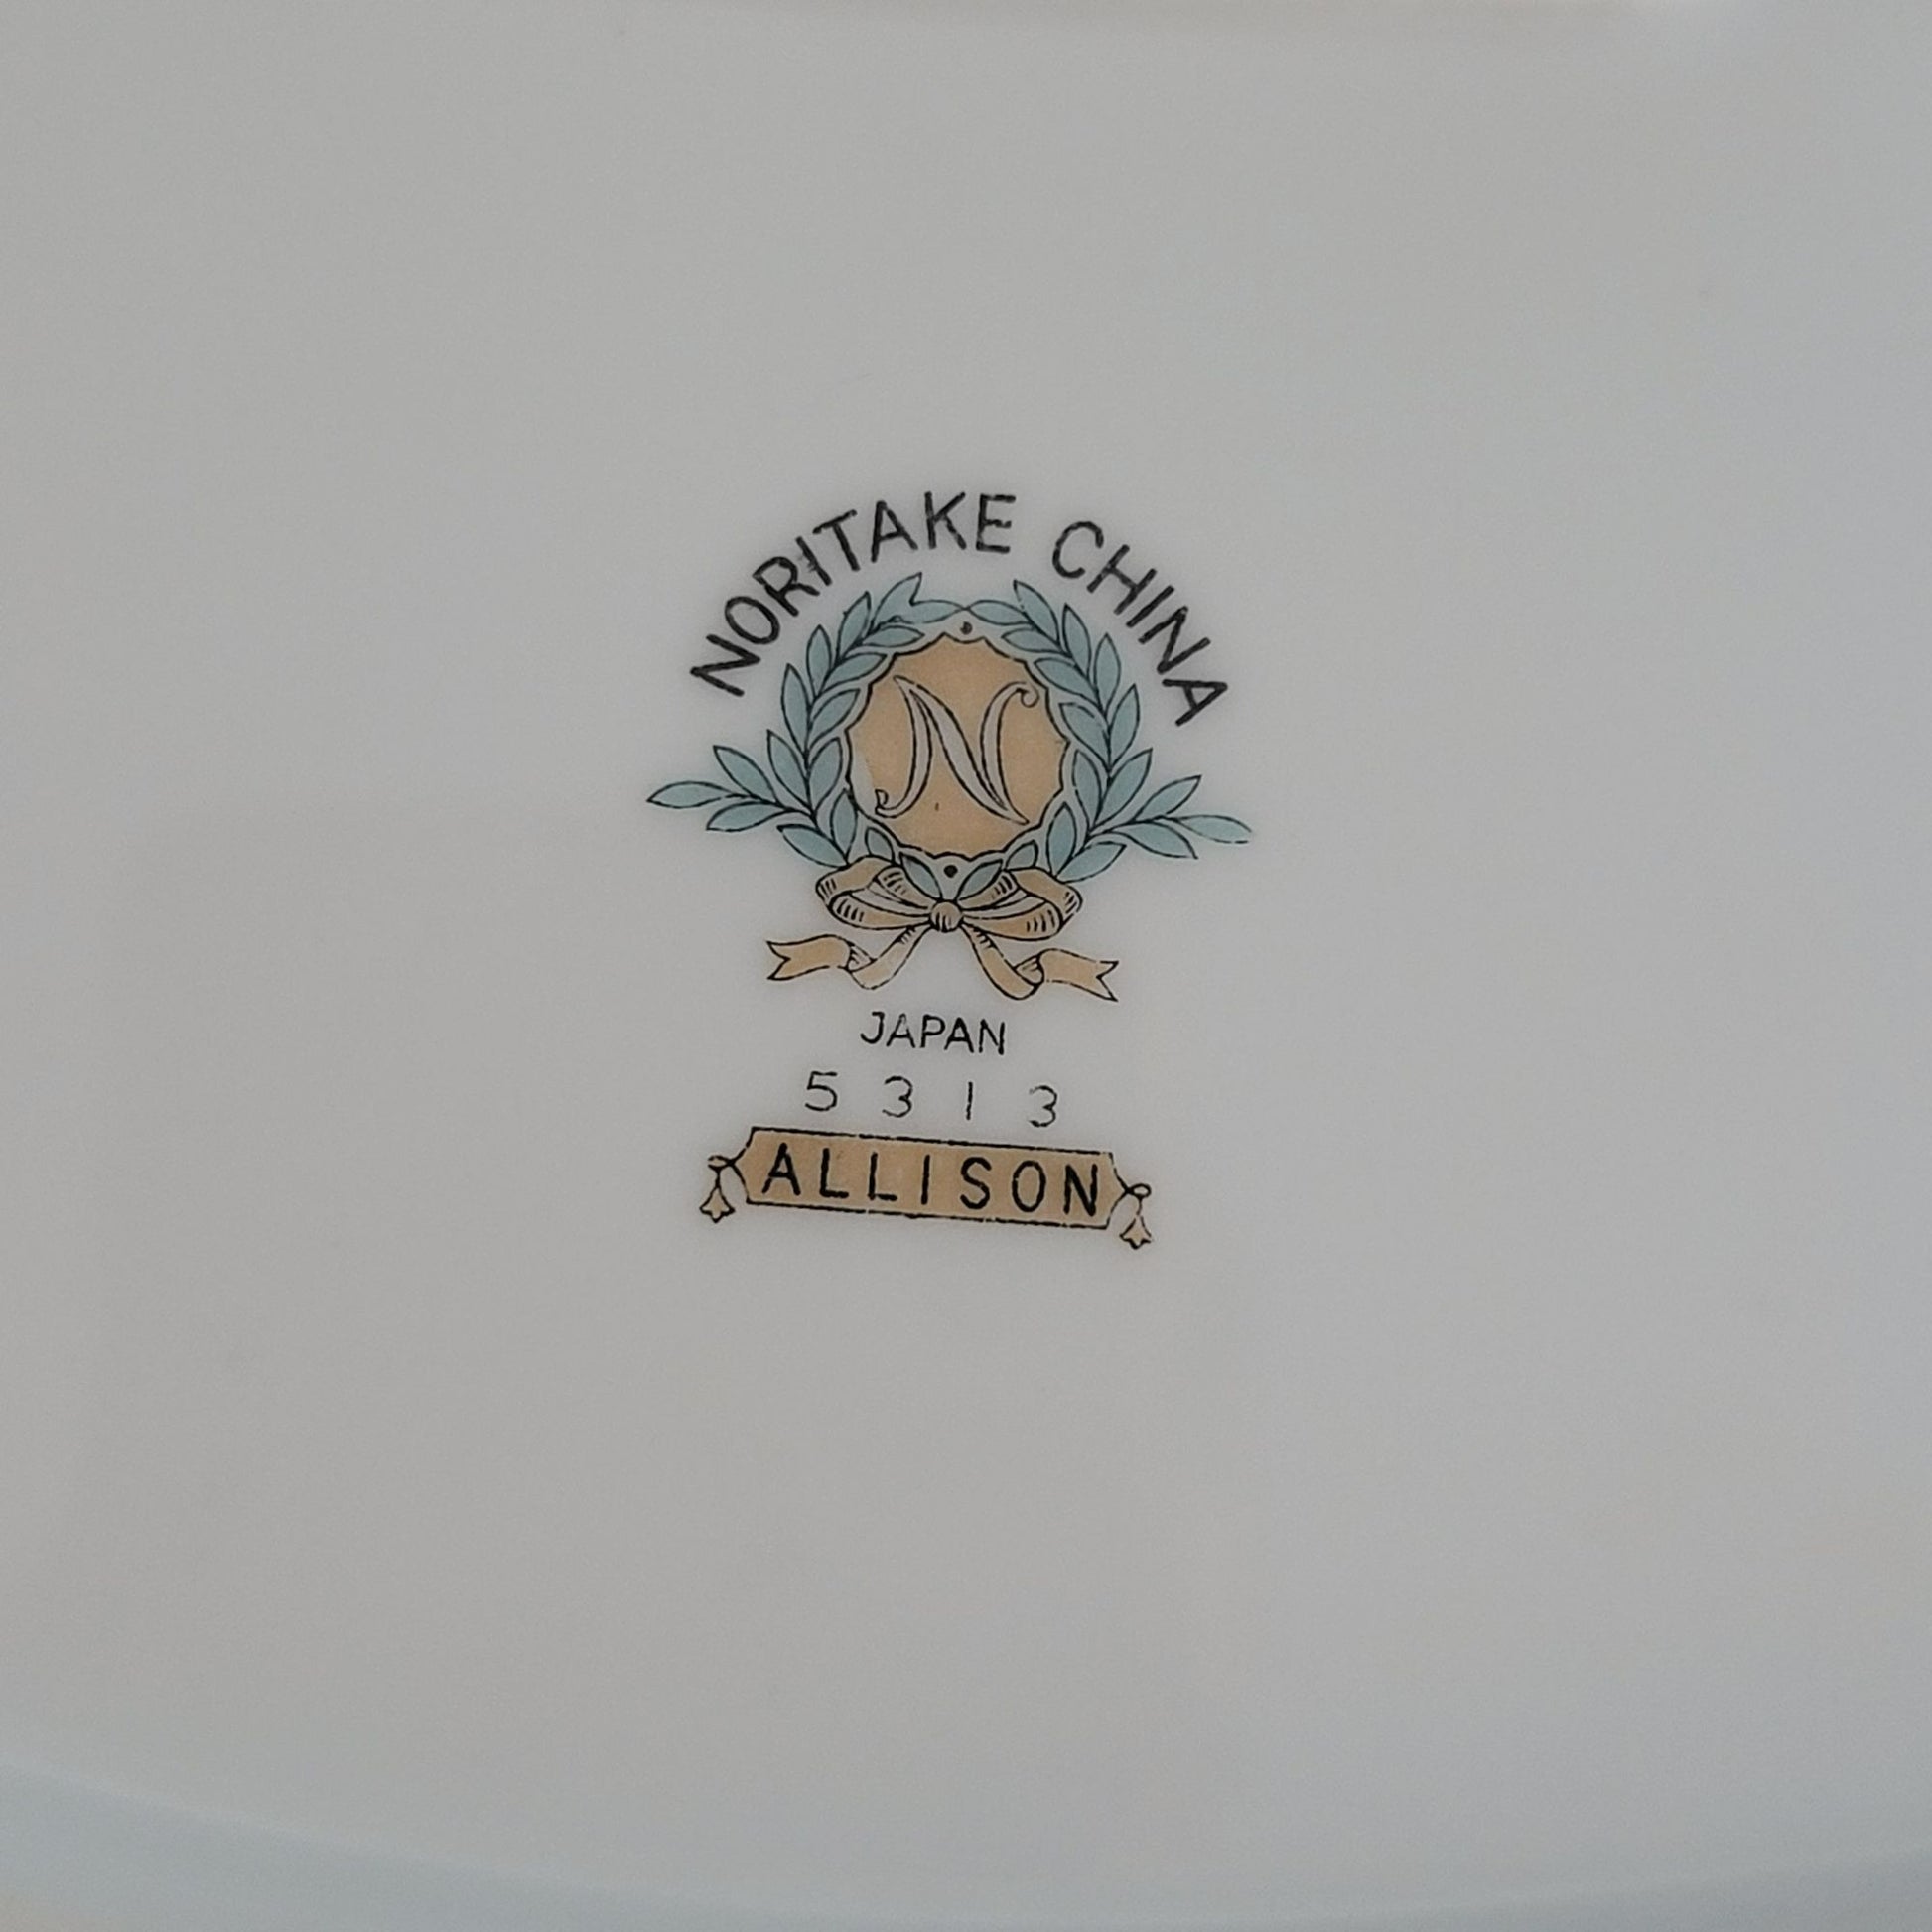 NORITAKE CHINA
N
JAPAN
5313
ALLISON